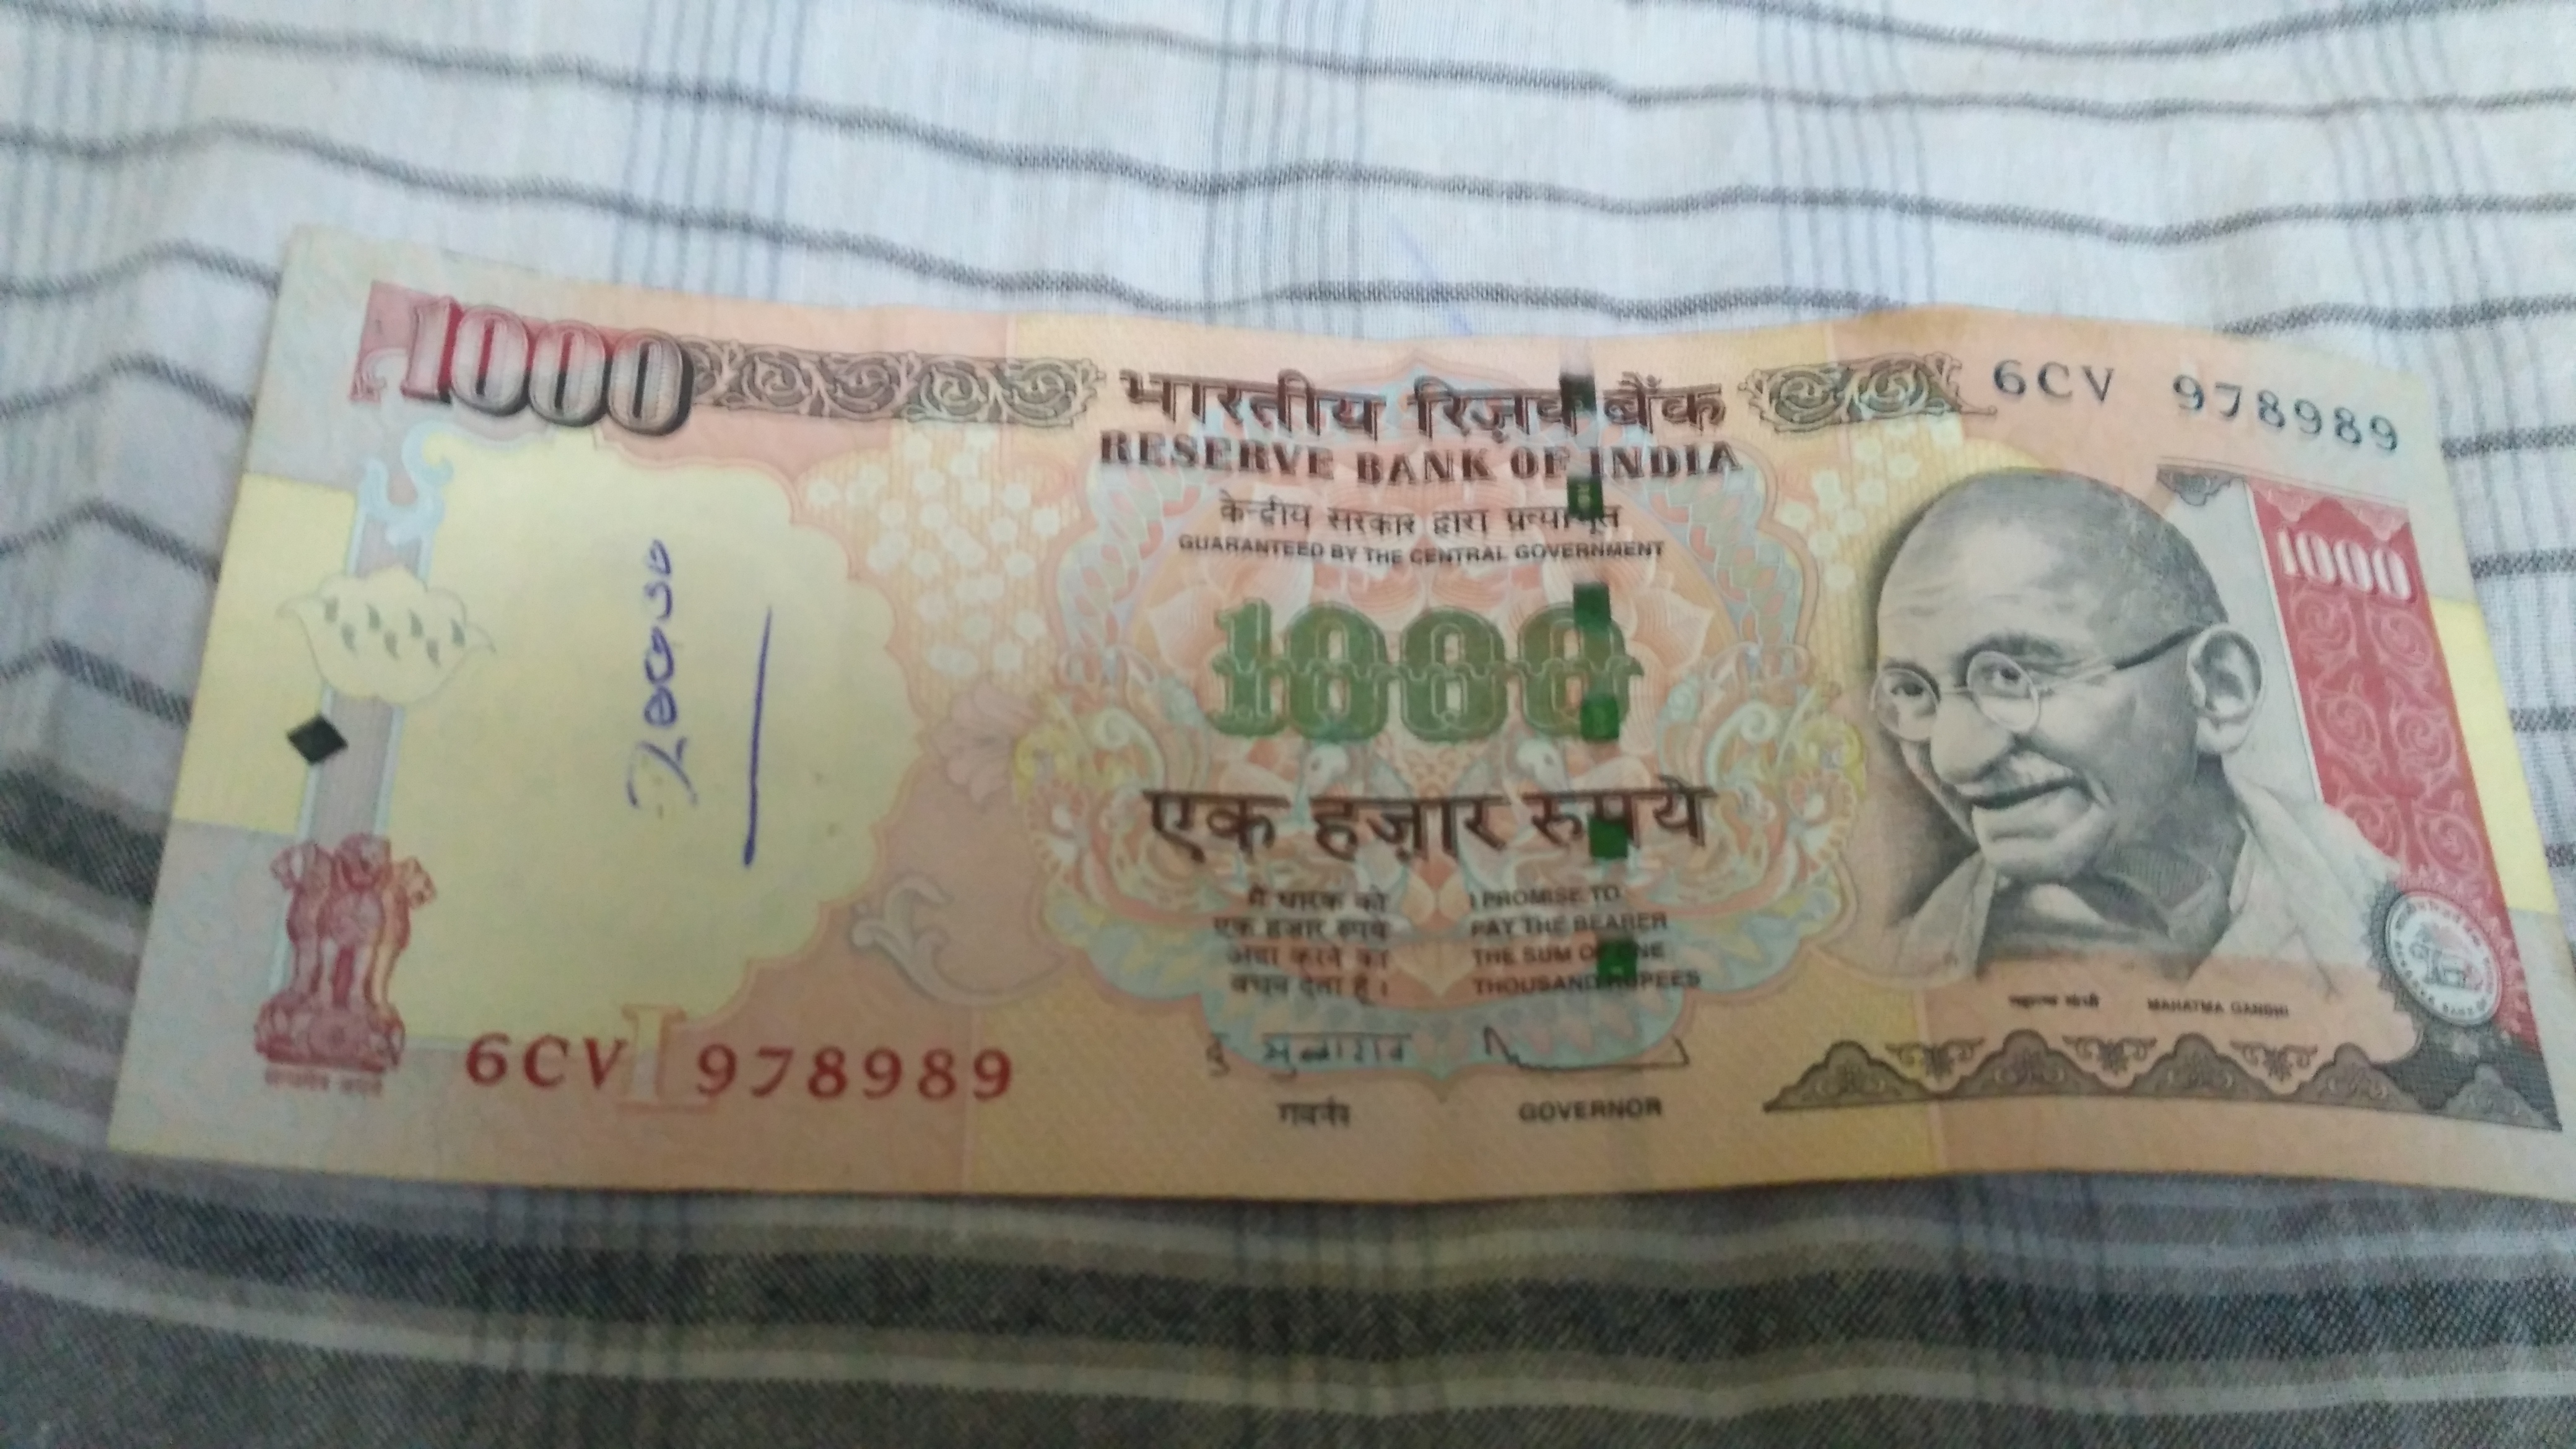 1000
भारतीय रिज़र्व बैंक
RESERVE BANK OF INDIA
6CV 978989
केन्द्रीय सरकार द्वारा प्रत्याभूत
GUARANTEED BY THE CENTRAL GOVERNMENT
1000
1000
एक हज़ार रुपये
मैं धारक को
एक हज़ार रुपये
अदा करने का
वचन देता हूँ ।
I PROMISE TO
PAY THE BEARER
THE SUM OF ONE
THOUSAND RUPEES
गवर्नर
GOVERNOR
महात्मा गांधी MAHATMA GANDHI
सत्यमेव जयते
6CV 978989